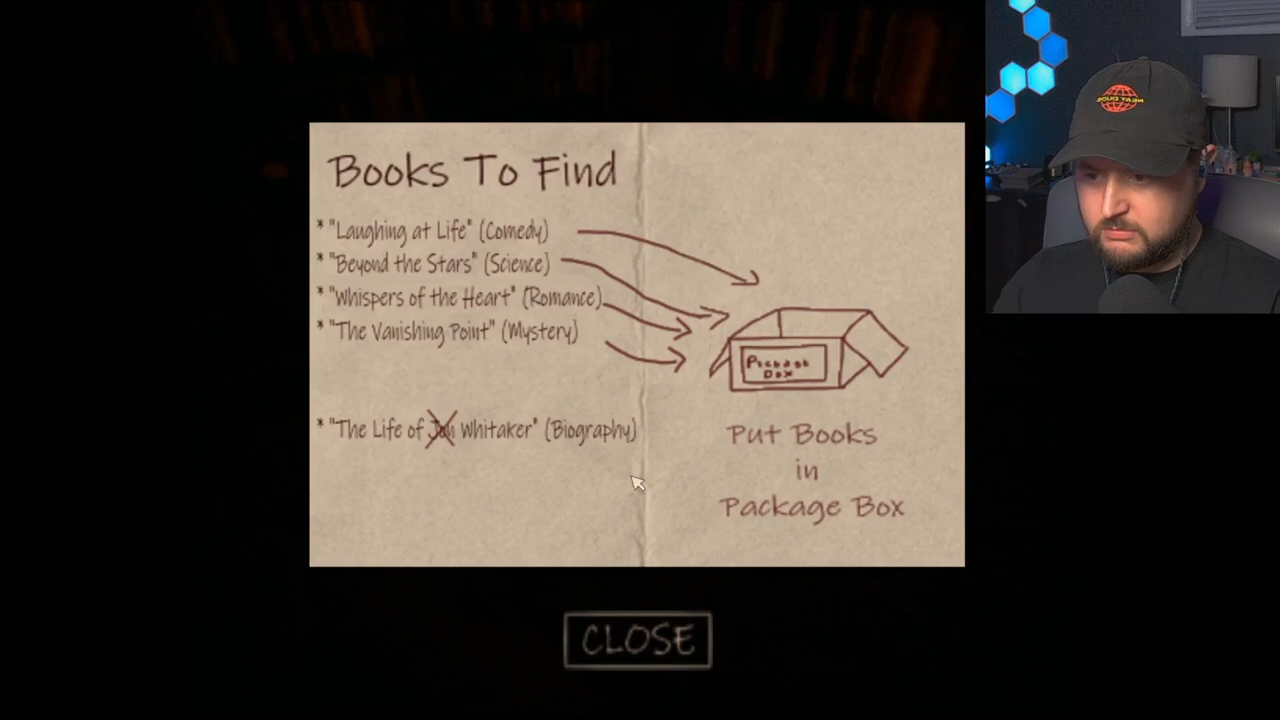 Books To Find
* "Laughing at Life" (Comedy)
* "Beyond the Stars" (Science)
* "Whispers of the Heart" (Romance)
* "The Vanishing Point" (Mystery)
* "The Life of Whitaker" (Biography)
Package
Box
Put Books
in
Package Box
CLOSE